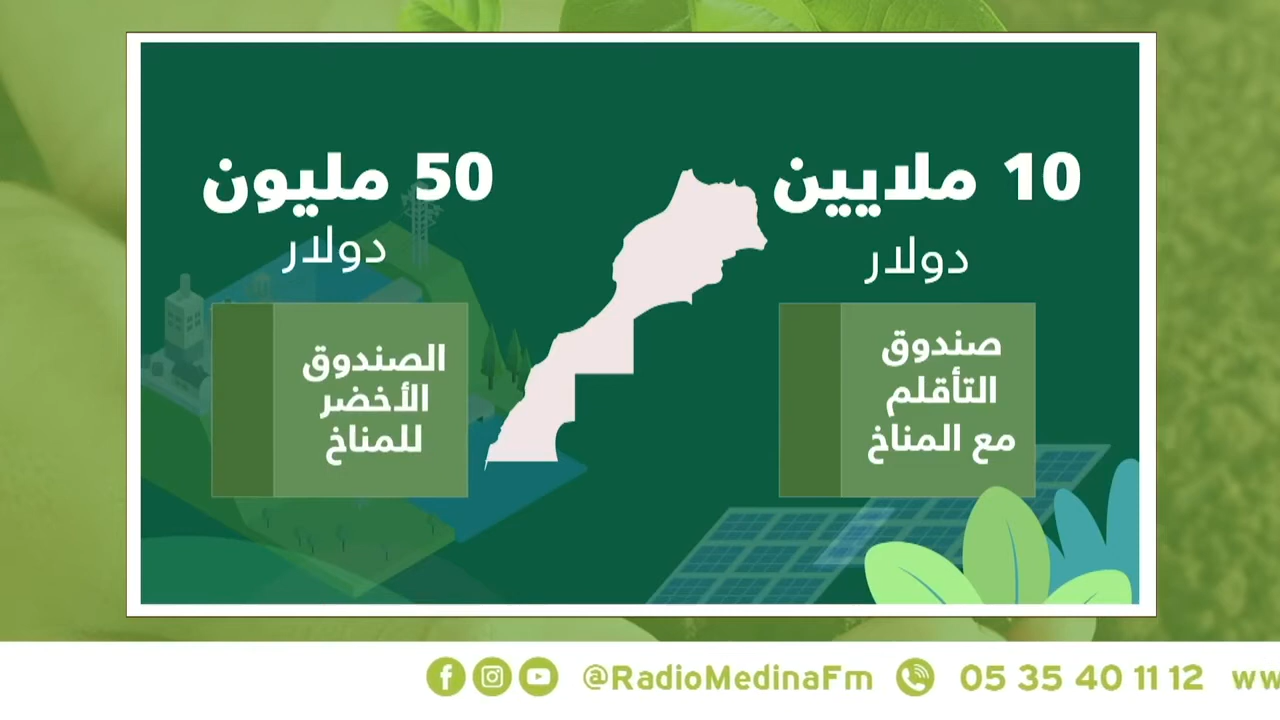 10 ملايين
دولار
صندوق
التأقلم
مع المناخ
50 مليون
دولار
الصندوق
الأخضر
للمناخ
@RadioMedinaFm 05 35 40 11 12